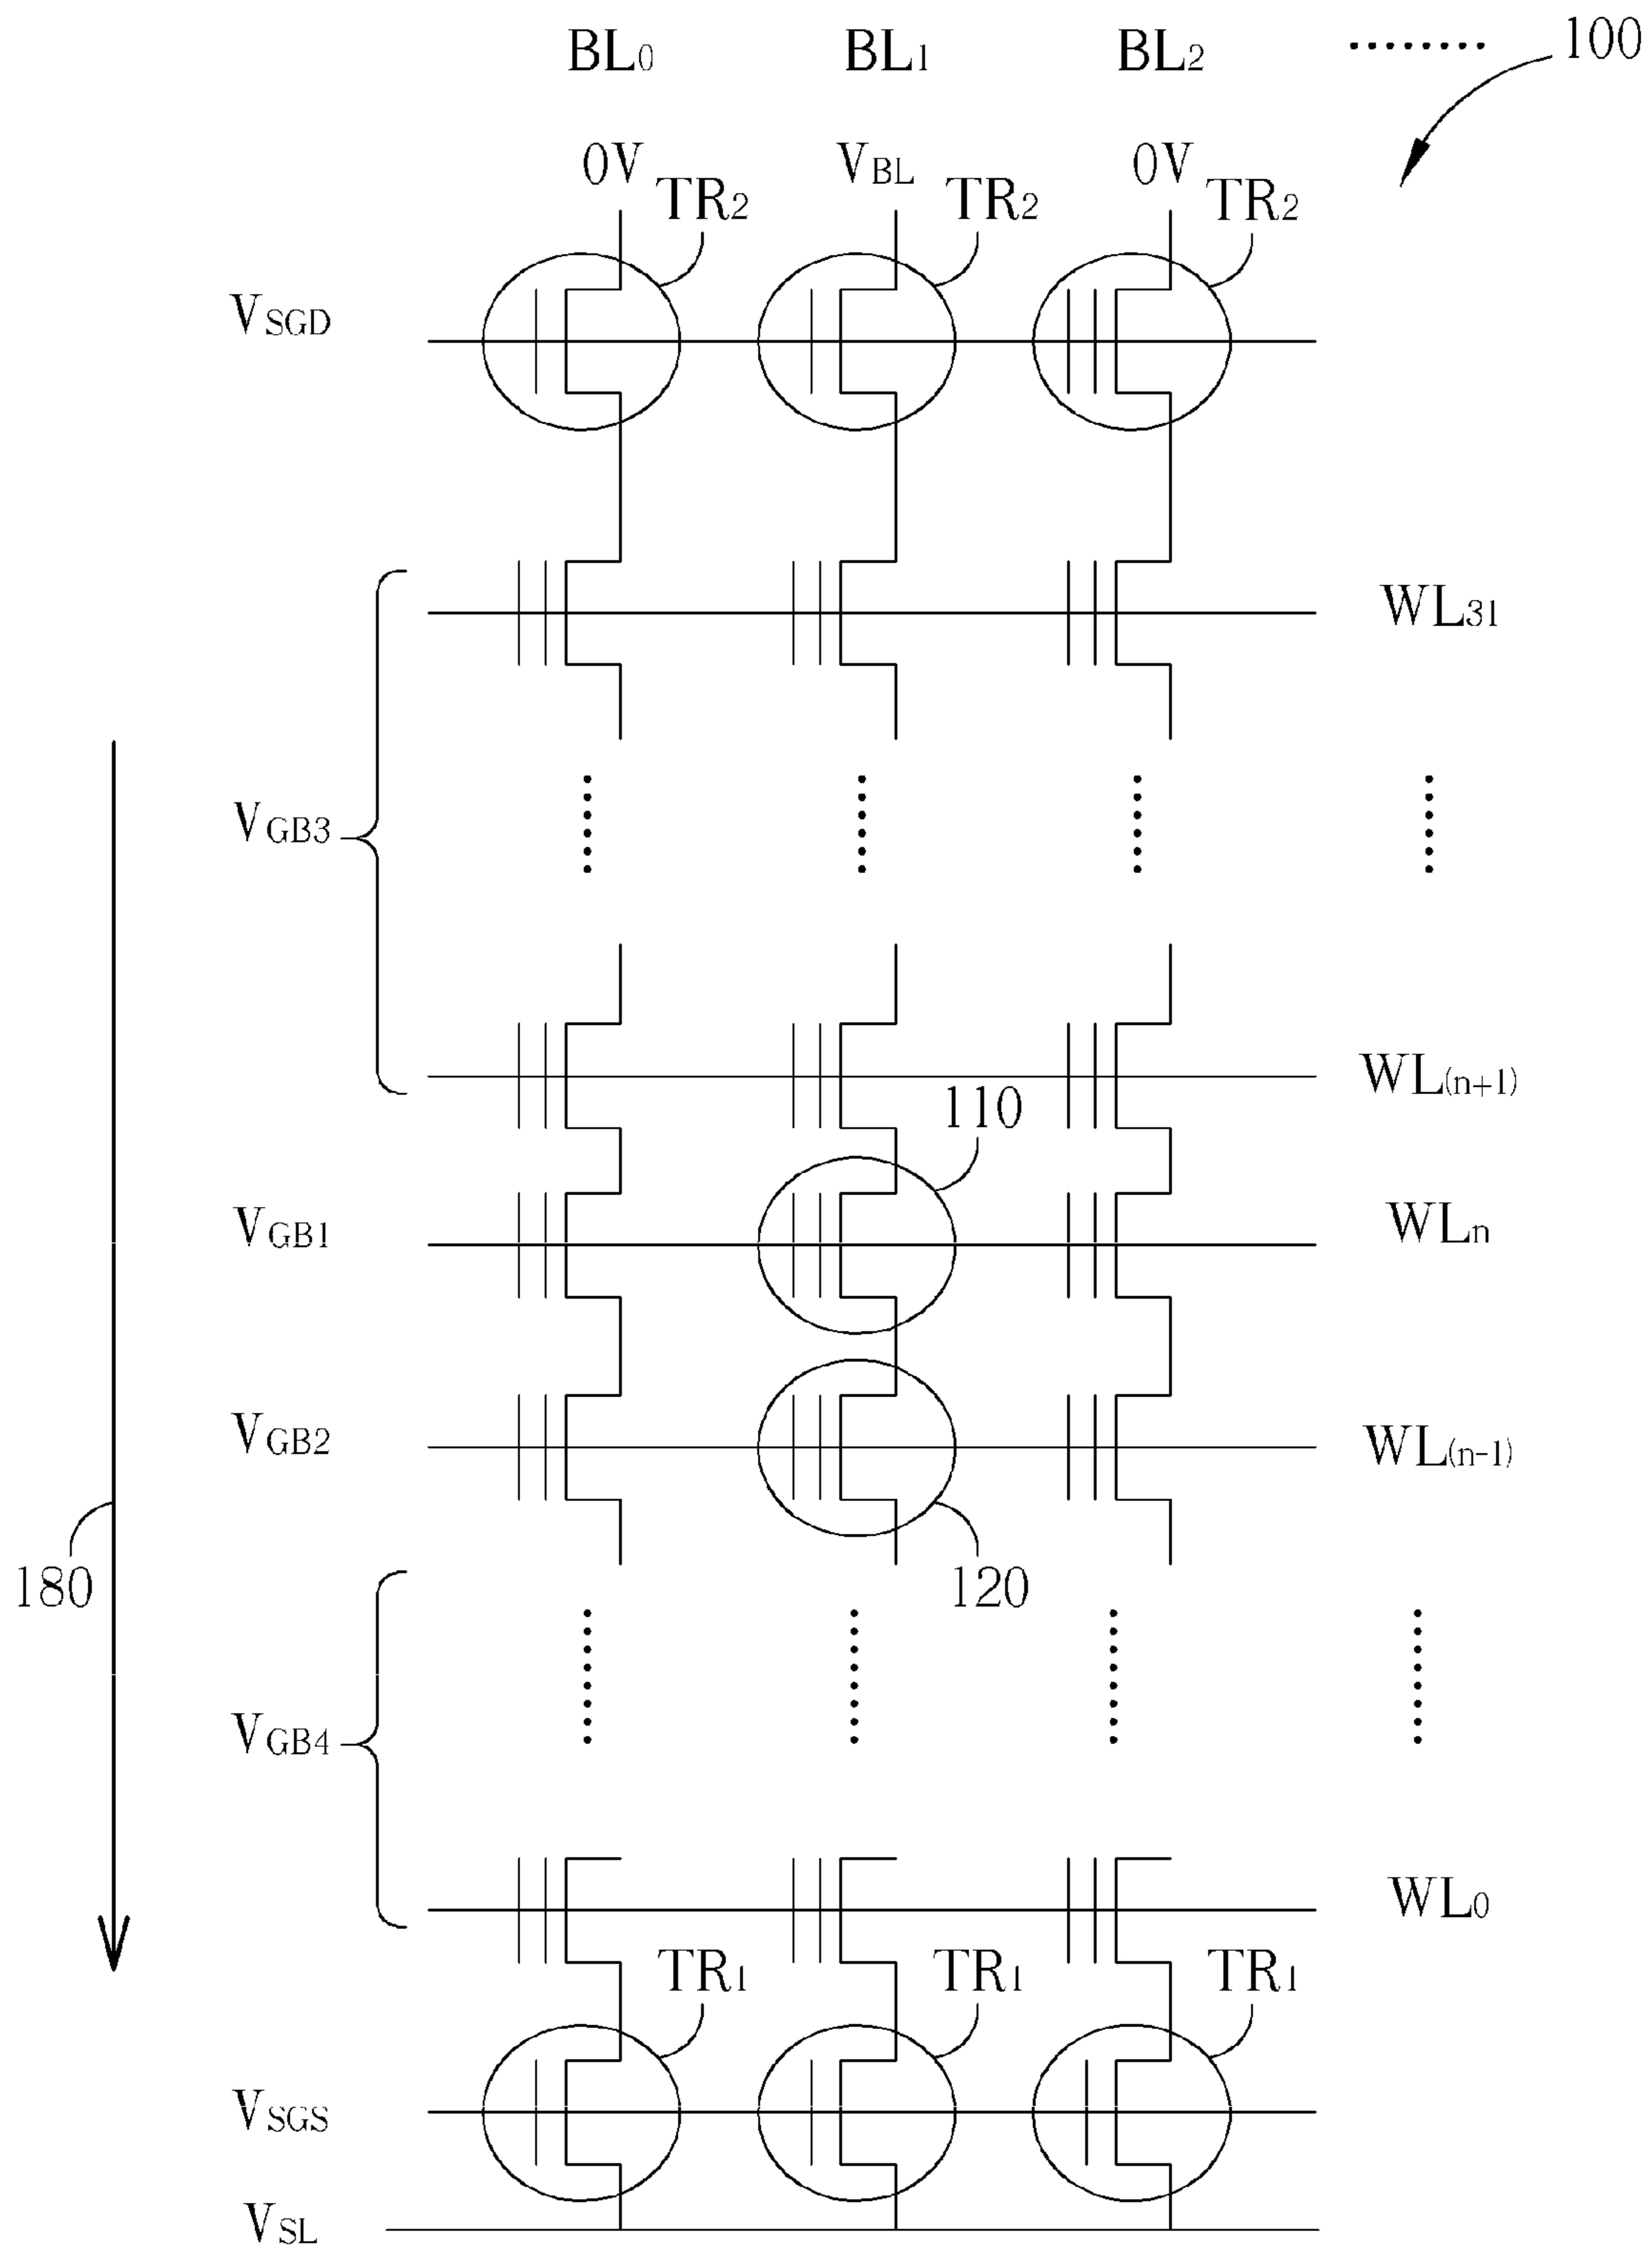 BL0 BL1 BL2 ........ 100
0V VBL 0V
TR2 TR2 TR2
VSGD
WL31
VGB3
WL(n+1)
110
VGB1 WLn
VGB2 WL(n-1)
180 120
VGB4
WL0
TR1 TR1 TR1
VSGS
VSL